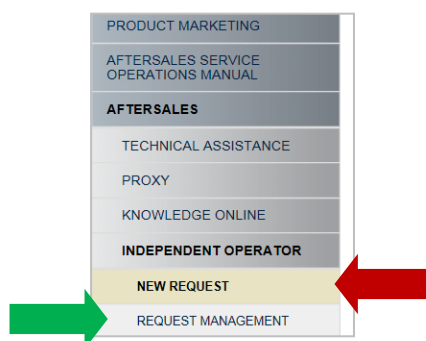 PRODUCT MARKETING
AFTERSALES SERVICE
OPERATIONS MANUAL
AFTERSALES
TECHNICAL ASSISTANCE
PROXY
KNOWLEDGE ONLINE
INDEPENDENT OPERATOR
NEW REQUEST
REQUEST MANAGEMENT